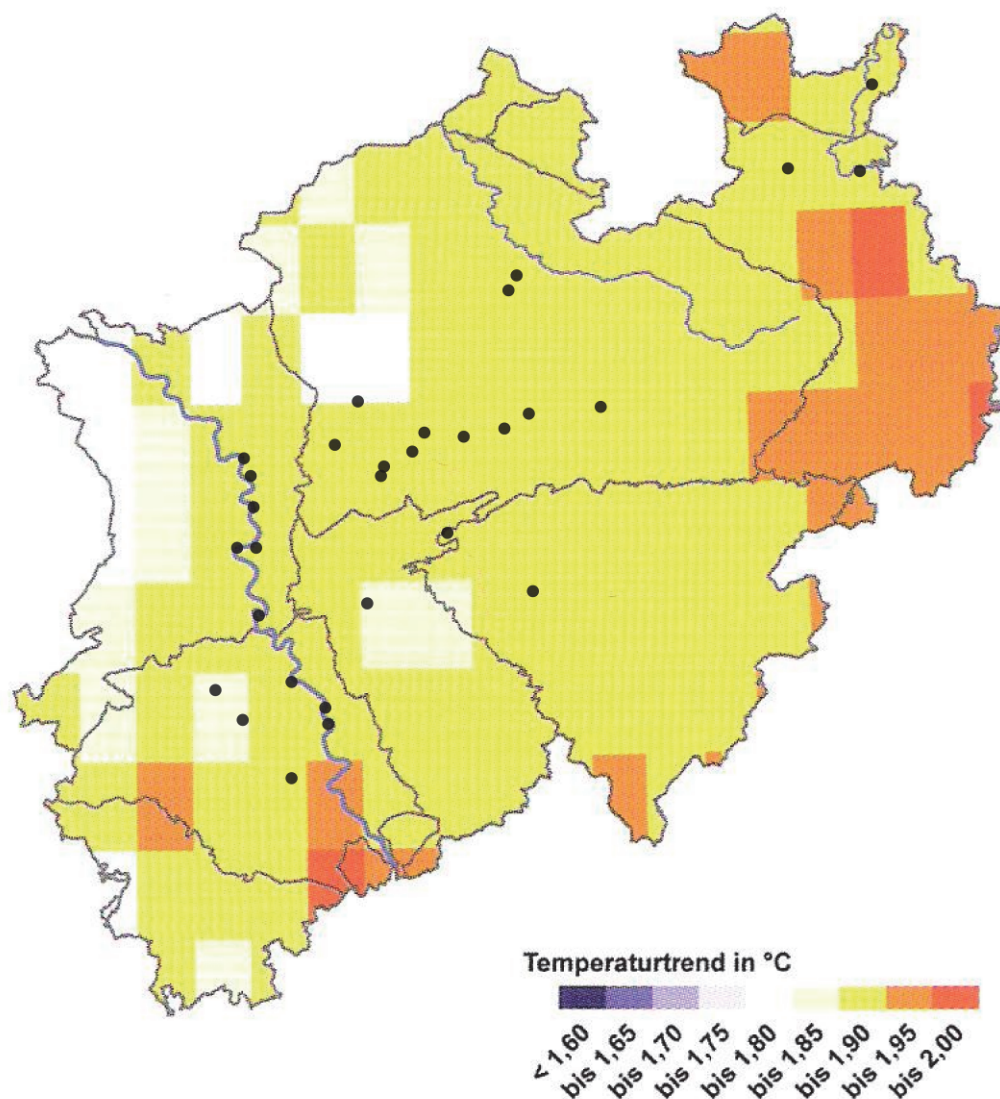 Temperaturtrend in °C
< 1,60
bis 1,65
bis 1,70
bis 1,75
bis 1,80
bis 1,85
bis 1,90
bis 1,95
bis 2,00